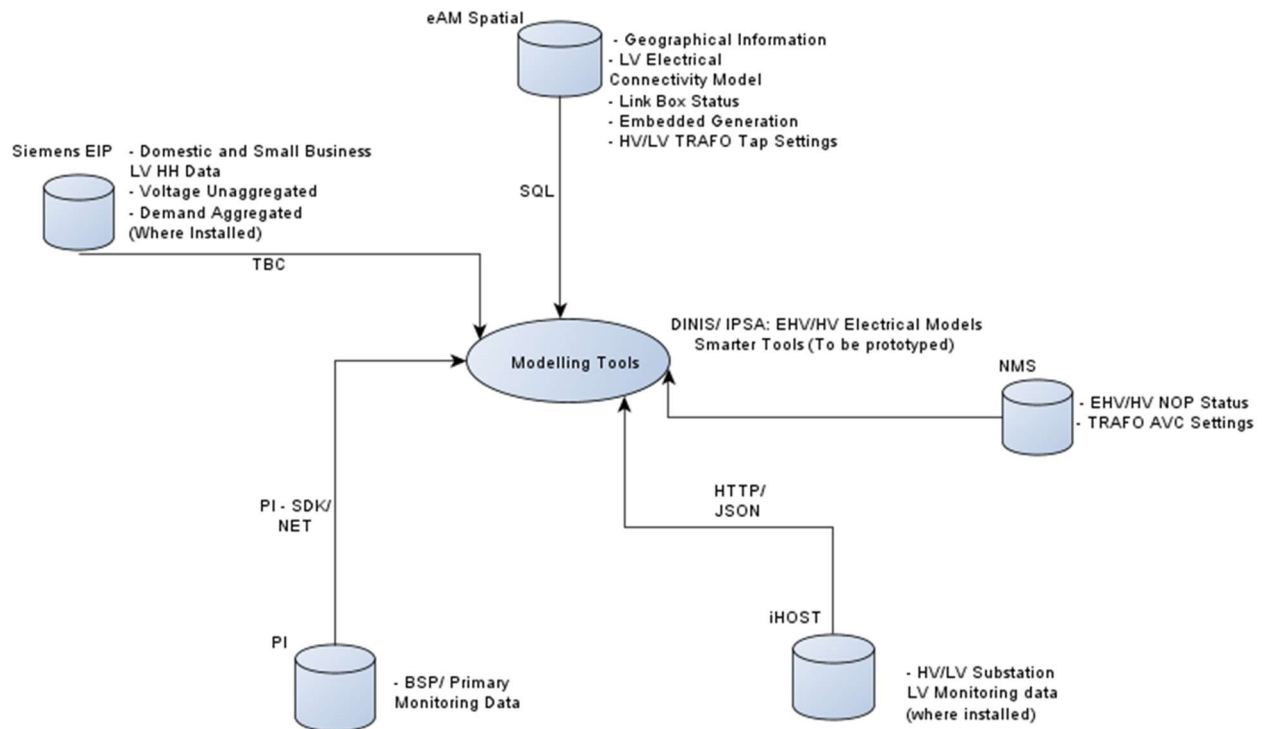 eAM Spatial
- Geographical Information
- LV Electrical
Connectivity Model
- Link Box Status
- Embedded Generation
- HV/LV TRAFO Tap Settings
Siemens EIP
- Domestic and Small Business
LV HH Data
- Voltage Unaggregated
- Demand Aggregated
(Where Installed)
SQL
TBC
DINIS/ IPSA: EHV/HV Electrical Models
Smarter Tools (To be prototyped)
Modelling Tools
NMS
- EHV/HV NOP Status
- TRAFO AVC Settings
PI - SDK/
NET
HTTP/
JSON
PI
- BSP/ Primary
Monitoring Data
iHOST
- HV/LV Substation
LV Monitoring data
(where installed)